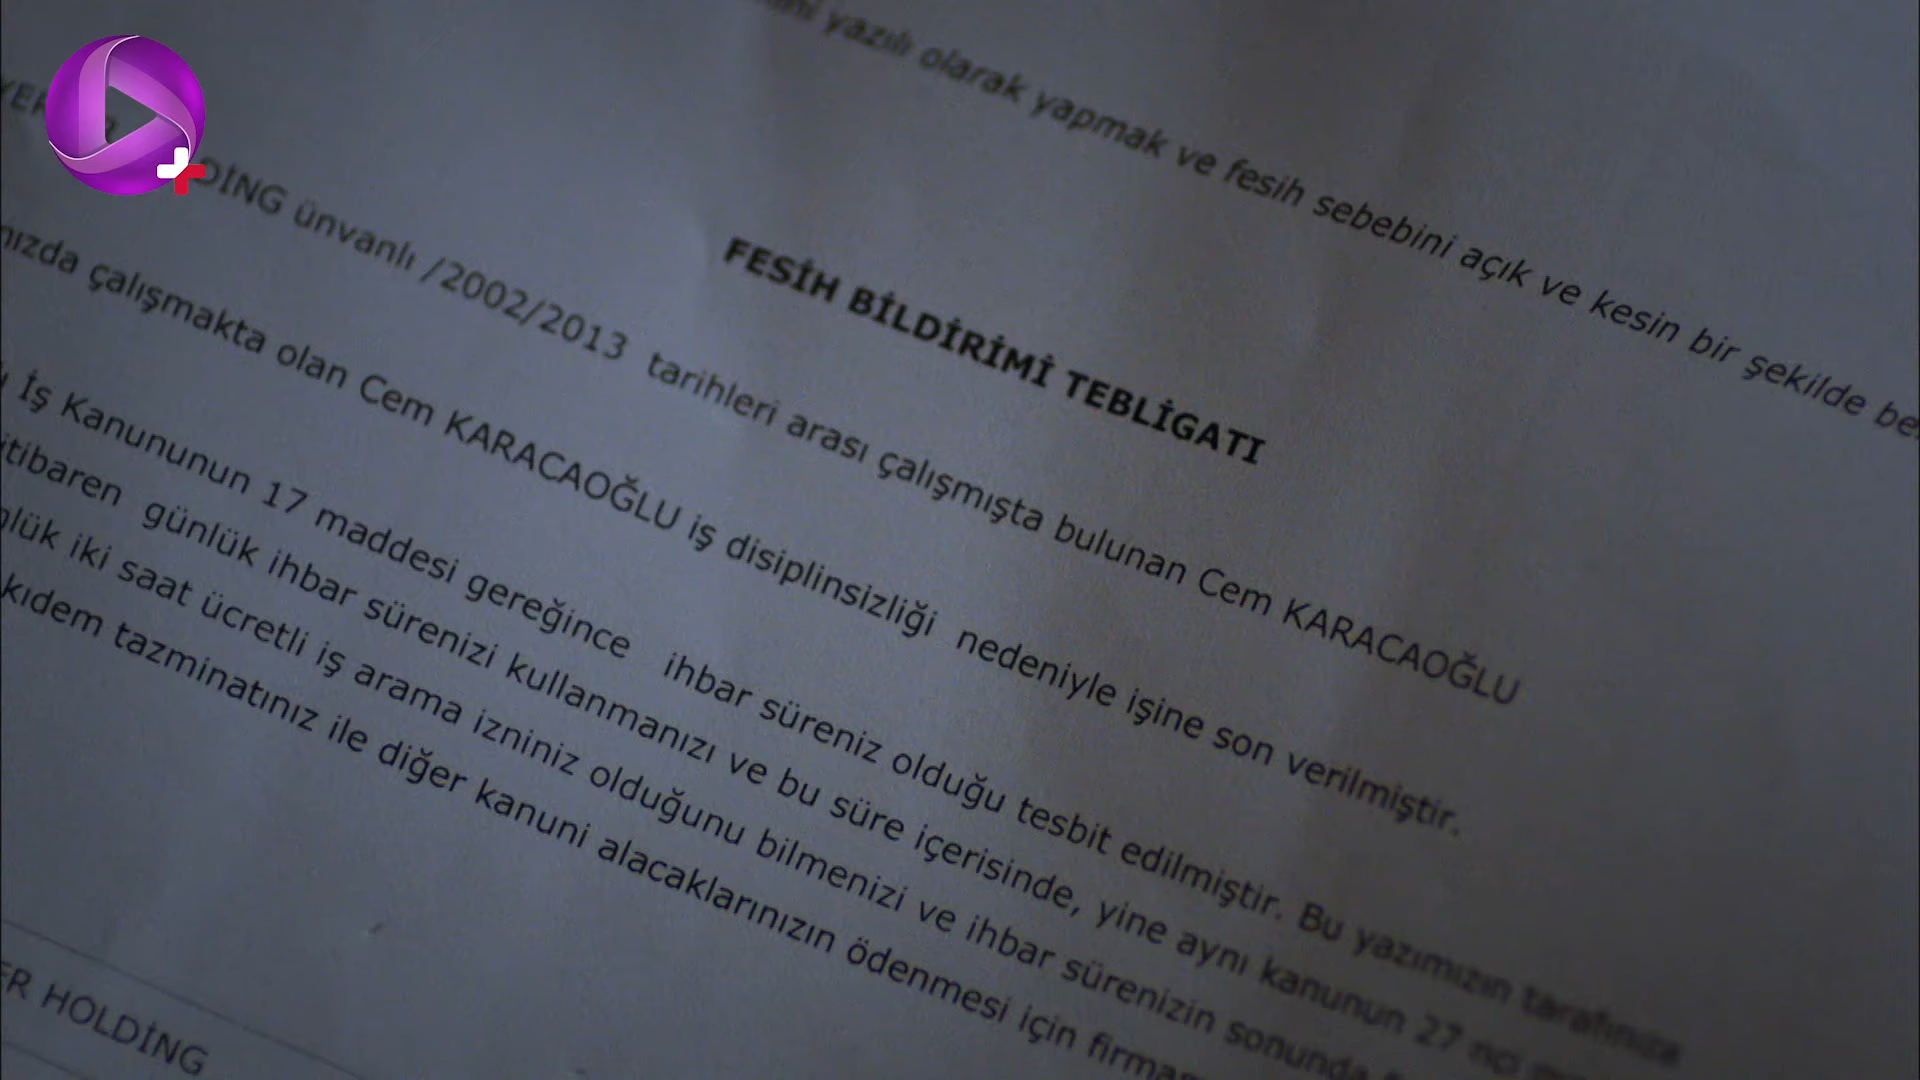 yazılı olarak yapmak ve fesih sebebini açık ve kesin bir şekilde
FESİH BİLDİRİMİ TEBLİGATI
DİNG ünvanlı /2002/2013 tarihleri arası çalışmışta bulunan Cem KARACAOĞLU
nızda çalışmakta olan Cem KARACAOĞLU iş disiplinsizliği nedeniyle işine son verilmiştir.
İş Kanununun 17 maddesi gereğince ihbar süreniz olduğu tesbit edilmiştir. Bu yazımızın tarafınıza
itibaren günlük ihbar sürenizi kullanmanızı ve bu süre içerisinde, yine aynı kanunun 27 nçi
lük iki saat ücretli iş arama izniniz olduğunu bilmenizi ve ihbar sürenizin sonunda
kıdem tazminatınız ile diğer kanuni alacaklarınızın ödenmesi için
ER HOLDİNG